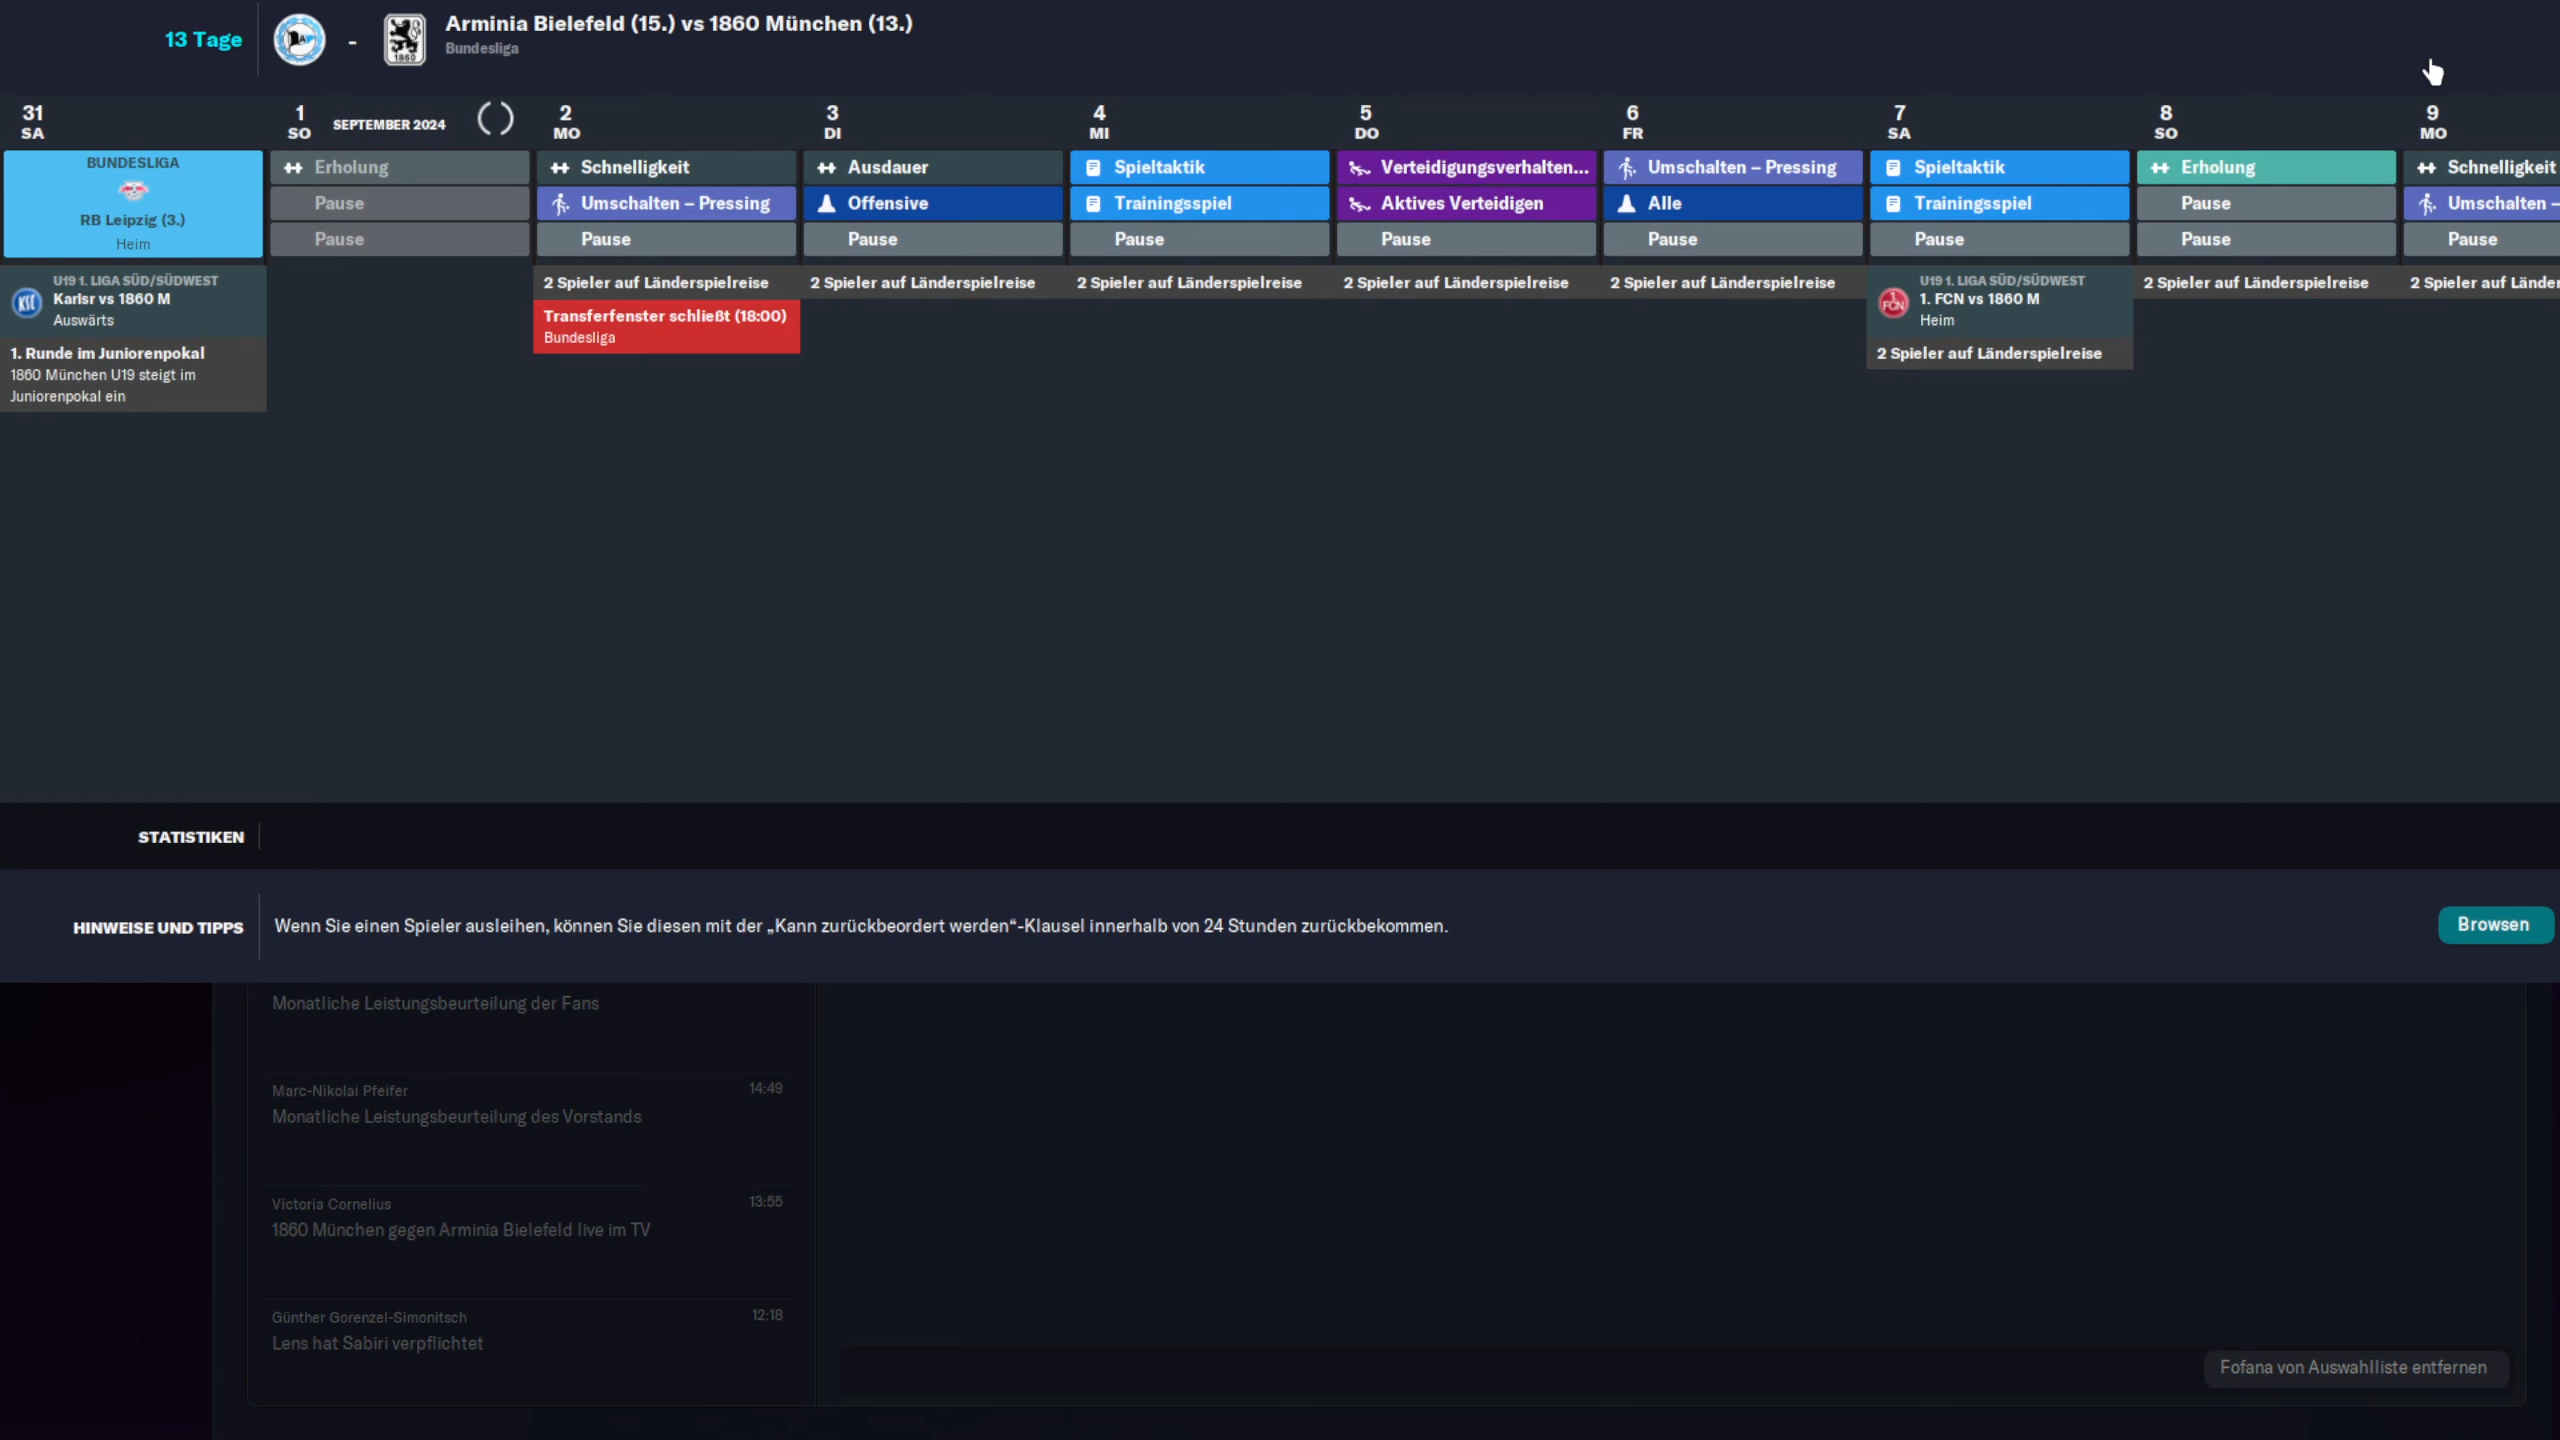 13 Tage
-
1860
Arminia Bielefeld (15.) vs 1860 München (13.)
Bundesliga
31
SA
1
SO
SEPTEMBER 2024
2
MO
3
DI
4
MI
5
DO
6
FR
7
SA
8
SO
9
MO
BUNDESLIGA
RB Leipzig (3.)
Heim
Erholung
Pause
Pause
Schnelligkeit
Umschalten – Pressing
Pause
Ausdauer
Offensive
Pause
Spieltaktik
Trainingsspiel
Pause
Verteidigungsverhalten...
Aktives Verteidigen
Pause
Umschalten – Pressing
Alle
Pause
Spieltaktik
Trainingsspiel
Pause
Erholung
Pause
Pause
Schnelligkeit
Umschalten –
Pause
KSC
U19 1. LIGA SÜD/SÜDWEST
Karlsr vs 1860 M
Auswärts
1. Runde im Juniorenpokal
1860 München U19 steigt im
Juniorenpokal ein
2 Spieler auf Länderspielreise
Transferfenster schließt (18:00)
Bundesliga
2 Spieler auf Länderspielreise
2 Spieler auf Länderspielreise
2 Spieler auf Länderspielreise
2 Spieler auf Länderspielreise
FCN
U19 1. LIGA SÜD/SÜDWEST
1. FCN vs 1860 M
Heim
2 Spieler auf Länderspielreise
2 Spieler auf Länderspielreise
2 Spieler auf Länder
STATISTIKEN
HINWEISE UND TIPPS
Wenn Sie einen Spieler ausleihen, können Sie diesen mit der „Kann zurückbeordert werden“-Klausel innerhalb von 24 Stunden zurückbekommen.
Browsen
Monatliche Leistungsbeurteilung der Fans
Marc-Nikolai Pfeifer
14:49
Monatliche Leistungsbeurteilung des Vorstands
Victoria Cornelius
13:55
1860 München gegen Arminia Bielefeld live im TV
Günther Gorenzel-Simonitsch
12:18
Lens hat Sabiri verpflichtet
Fofana von Auswahlliste entfernen